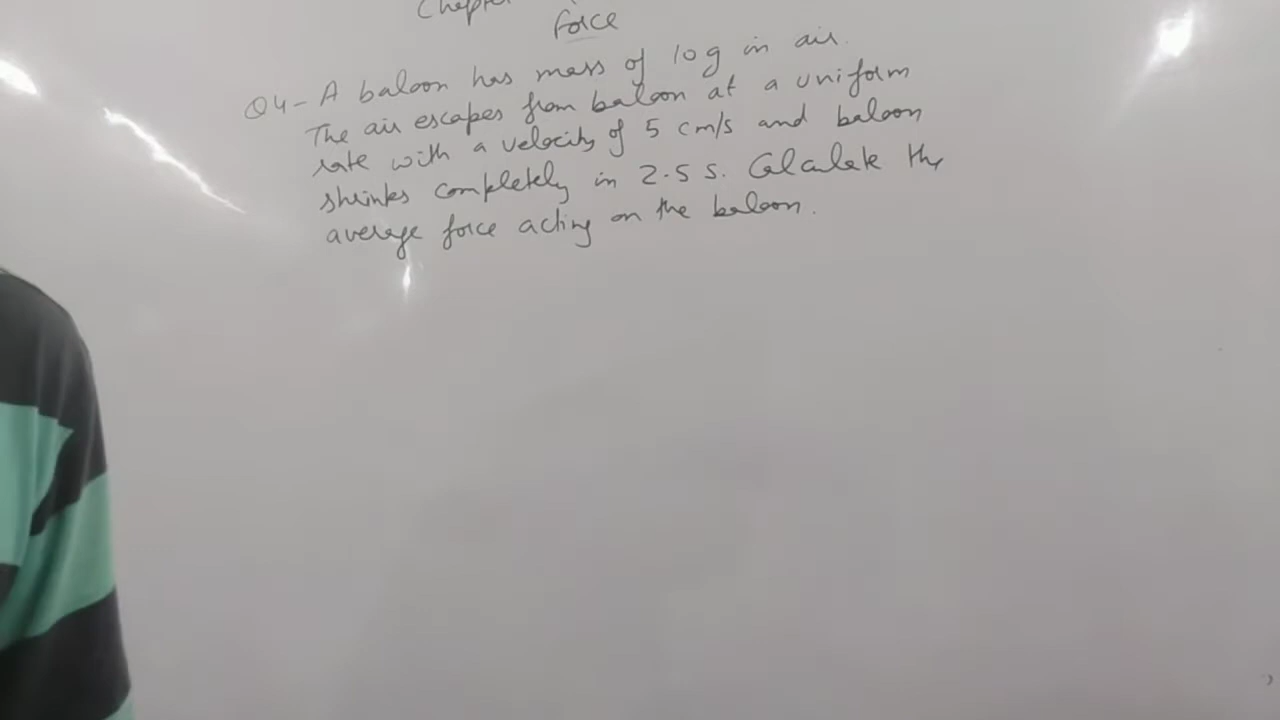 Chapter
Force
Q4- A baloon has mass of 10 g in air.
The air escapes from baloon at a uniform
rate with a velocity of 5 cm/s and baloon
shrinks completely in 2.5 s. Calculate the
average force acting on the baloon.